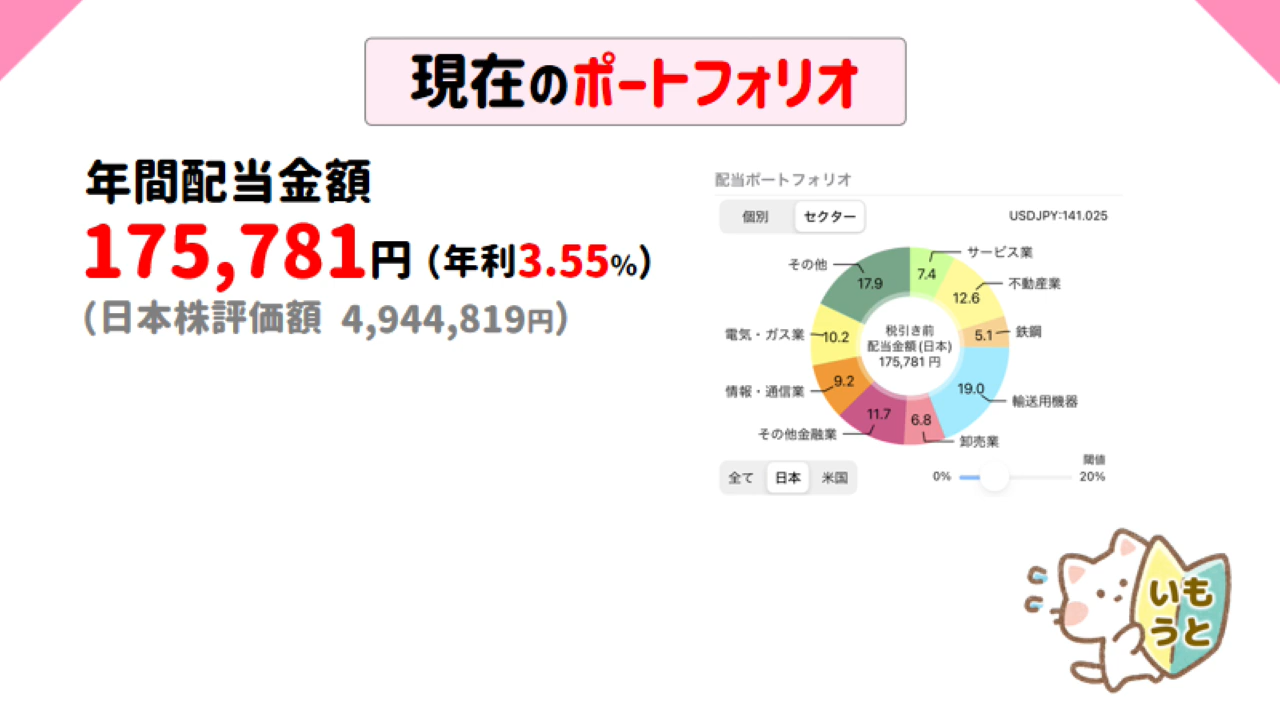 現在のポートフォリオ
年間配当金額
175,781円 (年利3.55%)
(日本株評価額 4,944,819円)
配当ポートフォリオ
個別 セクター
USDJPY:141.025
サービス業
7.4
不動産業
12.6
鉄鋼
5.1
輸送用機器
19.0
卸売業
6.8
その他金融業
11.7
情報・通信業
9.2
電気・ガス業
10.2
その他
17.9
税引き前
配当金額(日本)
175,781 円
全て 日本 米国
閾値
0% 20%
いも
うと